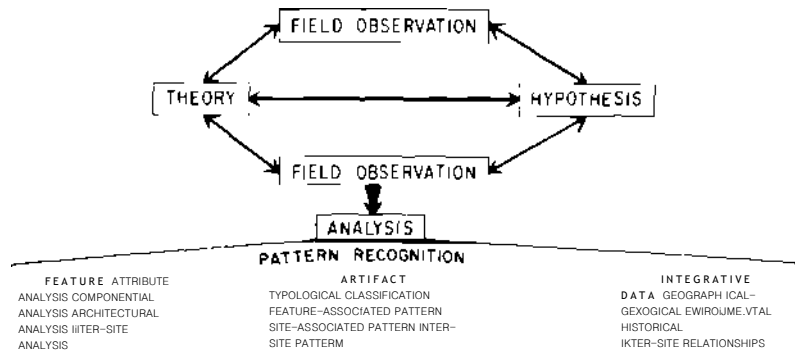 FIELD OBSERVATION
THEORY
HYPOTHESIS
FIELD OBSERVATION
ANALYSIS
PATTERN RECOGNITION
FEATURE ATTRIBUTE
ANALYSIS COMPONENTIAL
ANALYSIS ARCHITECTURAL
ANALYSIS IiITER-SITE
ANALYSIS
ARTIFACT
TYPOLOGICAL CLASSIFICATION
FEATURE-ASSOCfATED PATTERN
SITE-ASSOCIATED PATTERN INTER-
SITE PATTERM
INTEGRATIVE
DATA GEOGRAPH ICAL-
GEXOGICAL EWIROJME.VTAL
HISTORICAL
IKTER-SITE RELATIONSHIPS